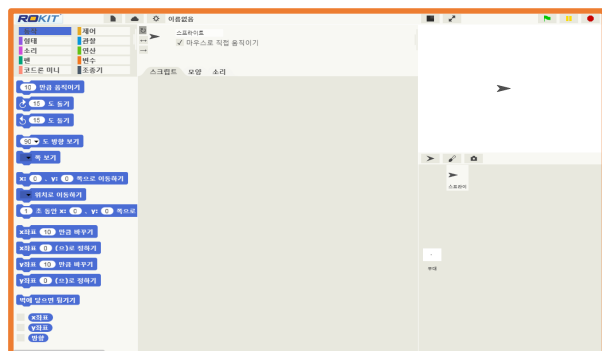 ROKIT
이름없음
스프라이트
마우스로 직접 움직이기
동작
제어
형태
관찰
소리
연산
펜
변수
코드론 미니
조종기
스크립트 모양 소리
10 만큼 움직이기
15 도 돌기
15 도 돌기
90 도 방향 보기
쪽 보기
x: 0 , y: 0 쪽으로 이동하기
위치로 이동하기
1 초 동안 x: 0 , y: 0 쪽으로
x좌표 10 만큼 바꾸기
x좌표 0 (으)로 정하기
y좌표 10 만큼 바꾸기
y좌표 0 (으)로 정하기
벽에 닿으면 튕기기
x좌표
y좌표
방향
스프라이
무대